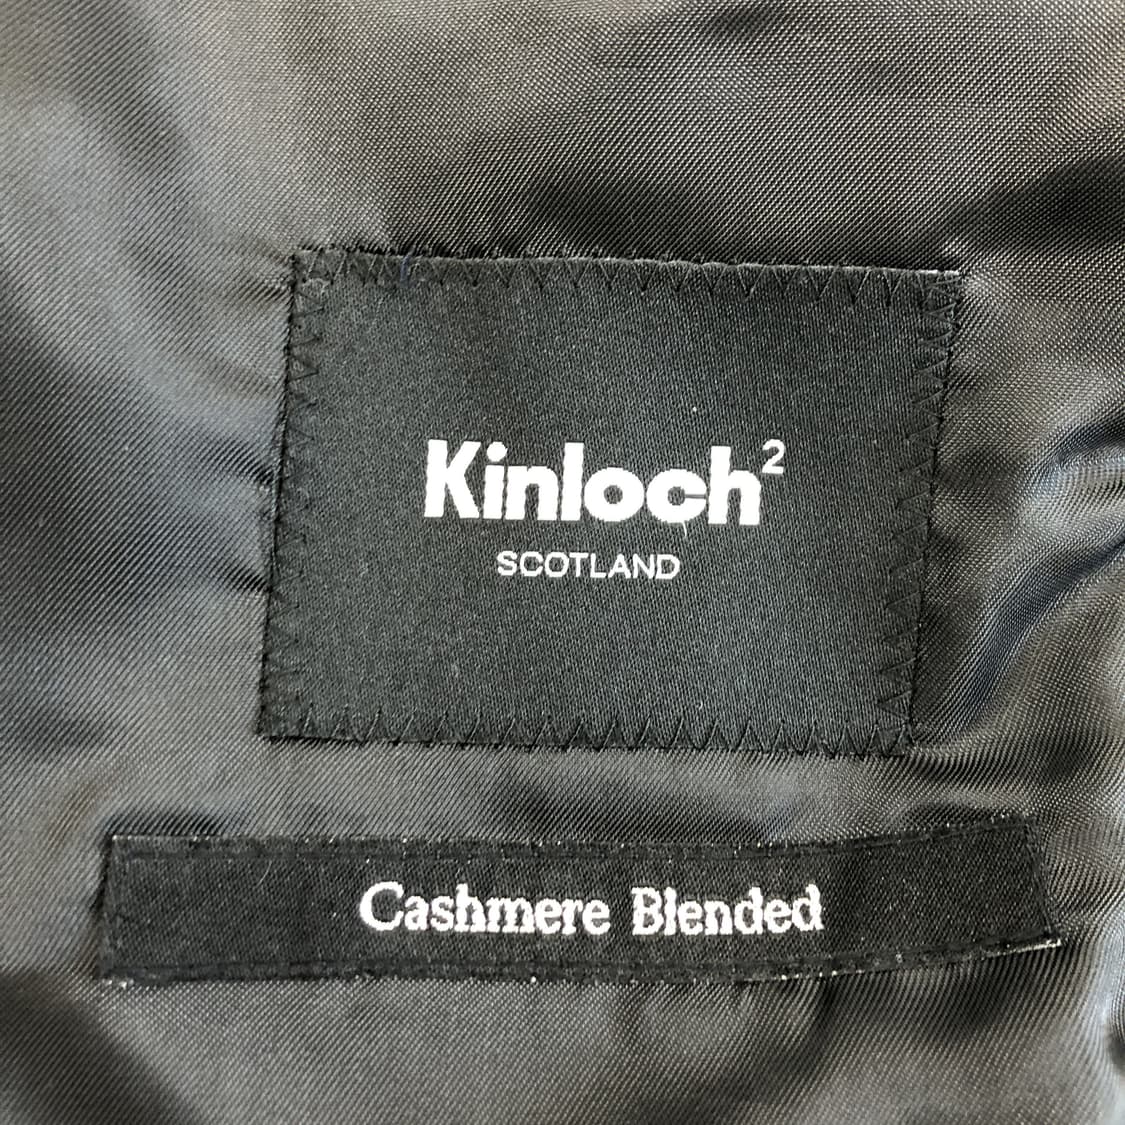 Kinloch²
SCOTLAND
Cashmere Blended